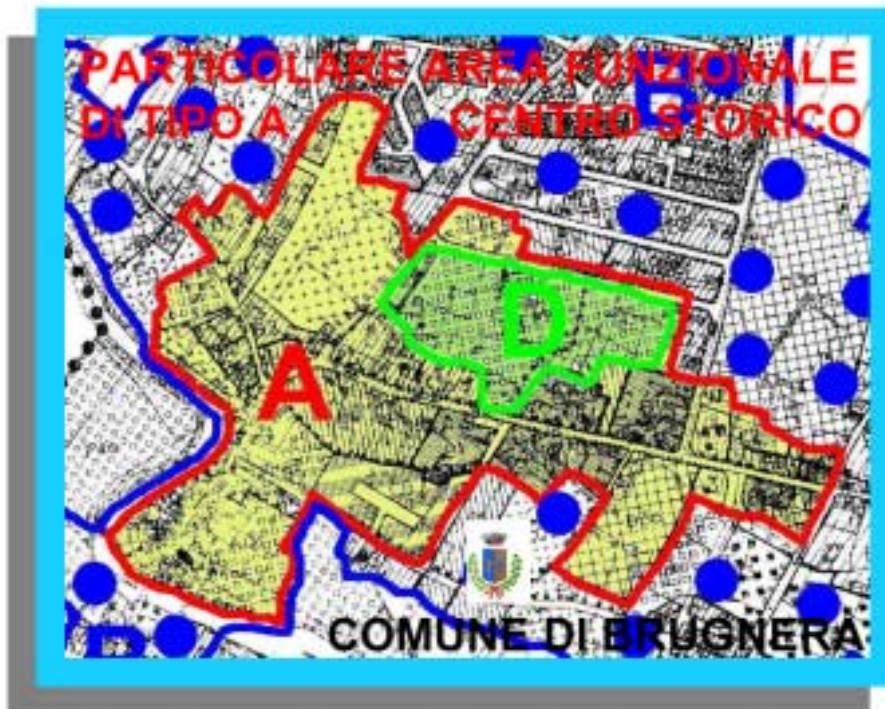 PARTICOLARE AREA FUNZIONALE
DI TIPO A CENTRO STORICO
B
D
A
B
COMUNE DI BRUGNERA